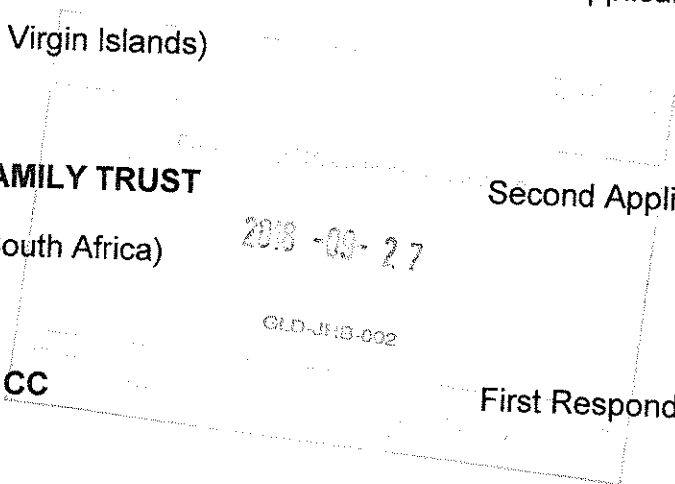 Virgin Islands)
AMILY TRUST
Second Appli
outh Africa)
2018 -09- 27
GLD-JHB-002
CC
First Respond